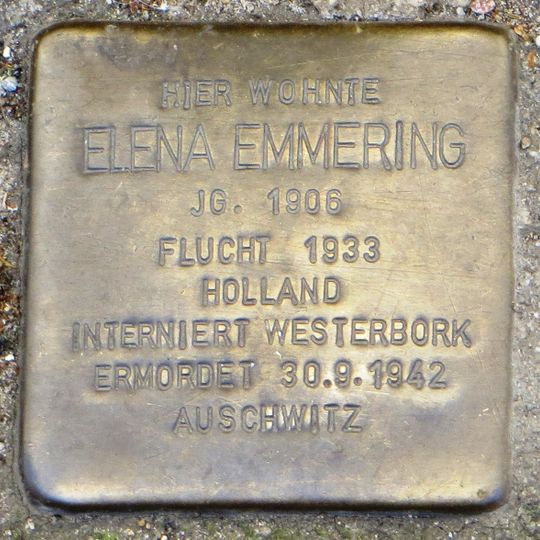 HIER WOHNTE
ELENA EMMERING
JG. 1906
FLUCHT 1933
HOLLAND
INTERNIERT WESTERBORK
ERMORDET 30.9.1942
AUSCHWITZ